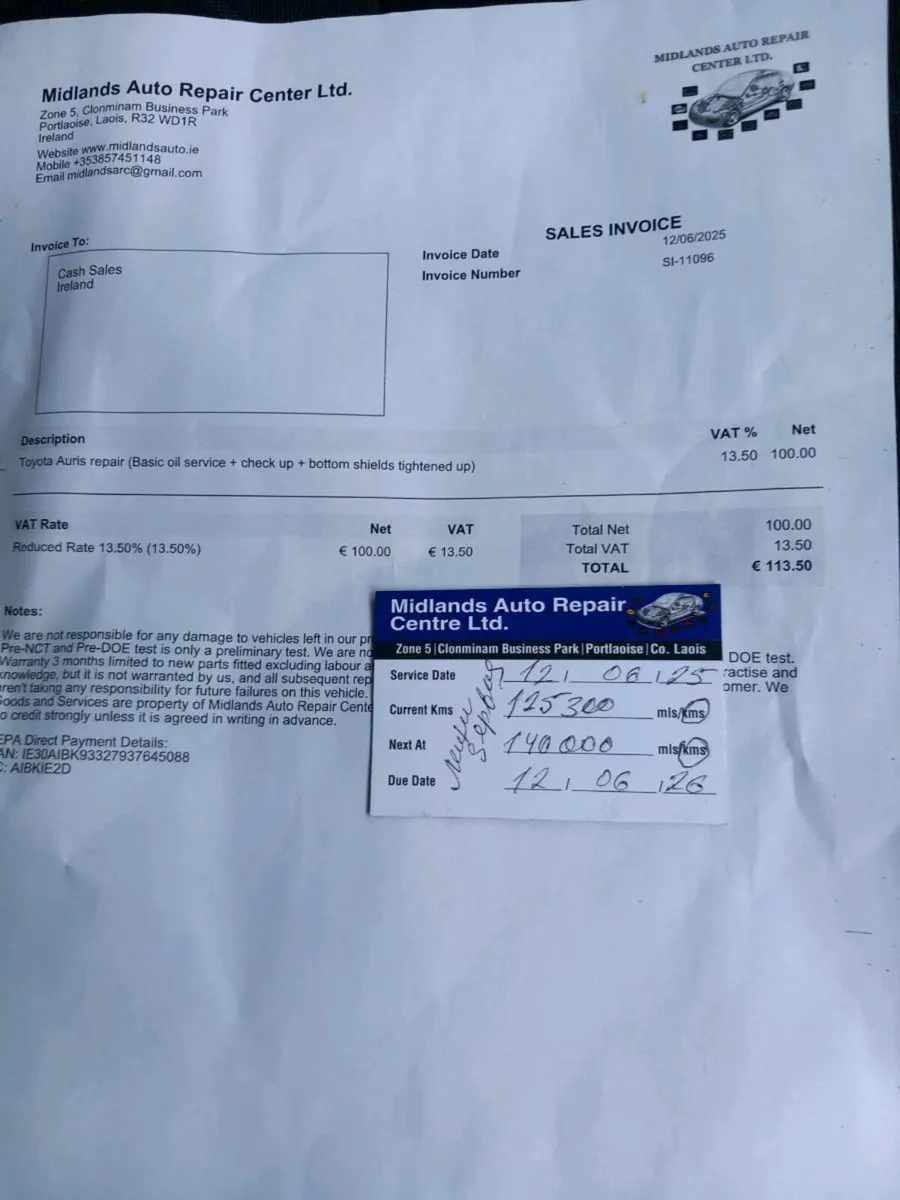 MIDLANDS AUTO REPAIR
CENTER LTD.
Midlands Auto Repair Center Ltd.
Zone 5, Clonminam Business Park
Portlaoise, Laois, R32 WD1R
Ireland
Website www.midlandsauto.ie
Mobile +353857451148
Email midlandsarc@gmail.com
SALES INVOICE
Invoice To:
Cash Sales
Ireland
Invoice Date 12/06/2025
Invoice Number SI-11096
Description VAT % Net
Toyota Auris repair (Basic oil service + check up + bottom shields tightened up) 13.50 100.00
VAT Rate Net VAT
Reduced Rate 13.50% (13.50%) € 100.00 € 13.50
Total Net 100.00
Total VAT 13.50
TOTAL € 113.50
Notes:
We are not responsible for any damage to vehicles left in our pr
Pre-NCT and Pre-DOE test is only a preliminary test. We are no DOE test.
Warranty 3 months limited to new parts fitted excluding labour a ractise and
knowledge, but it is not warranted by us, and all subsequent rep omer. We
aren't taking any responsibility for future failures on this vehicle.
Goods and Services are property of Midlands Auto Repair Cente
o credit strongly unless it is agreed in writing in advance.
EPA Direct Payment Details:
AN: IE30AIBK93327937645088
C: AIBKIE2D
Midlands Auto Repair
Centre Ltd.
Zone 5|Clonminam Business Park|Portlaoise|Co. Laois
Service Date 12, 06, 25
Current Kms 125300 mls/kms
Next At 140000 mls/kms
Due Date 12, 06, 26